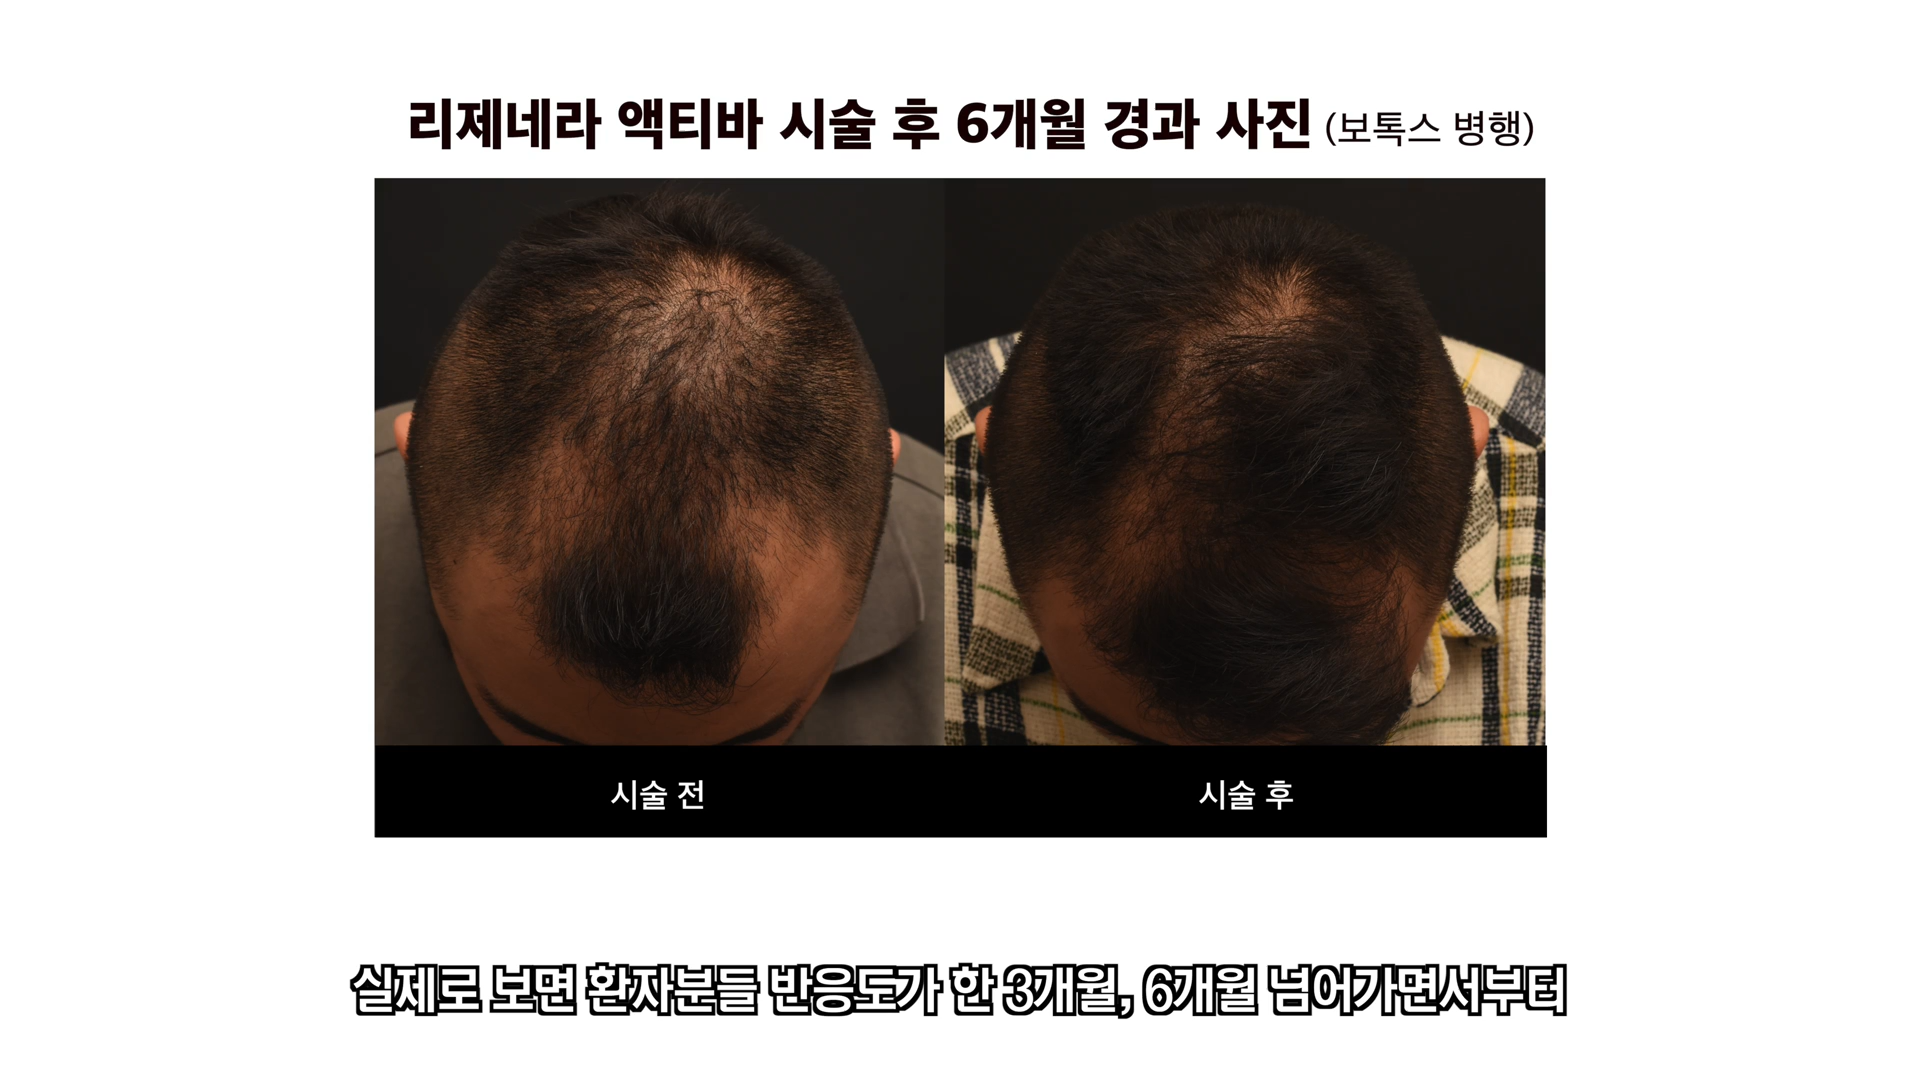 리제네라 액티바 시술 후 6개월 경과 사진 (보톡스 병행)
시술 전
시술 후
실제로 보면 환자분들 반응도가 한 3개월, 6개월 넘어가면서부터